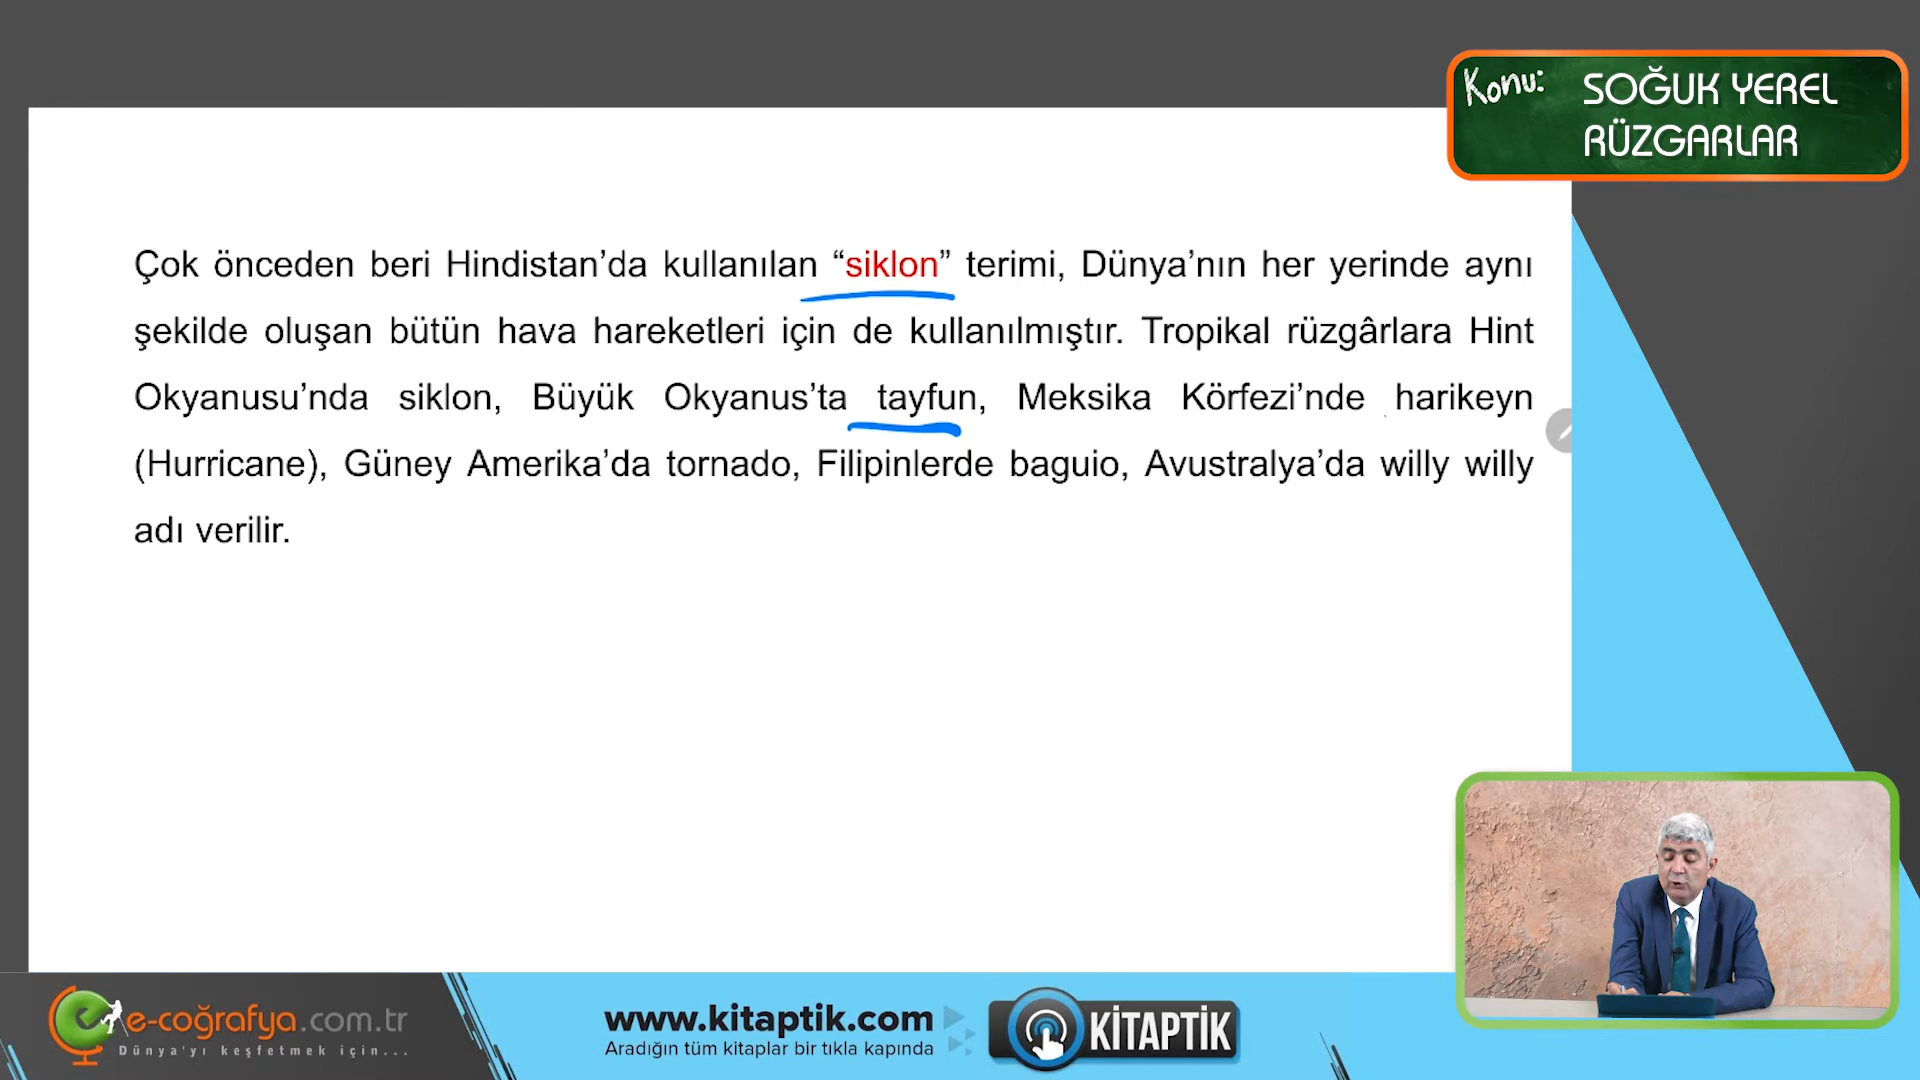 Konu:
SOĞUK YEREL
RÜZGARLAR
Çok önceden beri Hindistan’da kullanılan “siklon” terimi, Dünya’nın her yerinde aynı
şekilde oluşan bütün hava hareketleri için de kullanılmıştır. Tropikal rüzgârlara Hint
Okyanusu’nda siklon, Büyük Okyanus’ta tayfun, Meksika Körfezi’nde harikeyn
(Hurricane), Güney Amerika’da tornado, Filipinlerde baguio, Avustralya’da willy willy
adı verilir.
e-coğrafya.com.tr
Dünya'yı keşfetmek için...
www.kitaptik.com
Aradığın tüm kitaplar bir tıkla kapında
KİTAPTİK